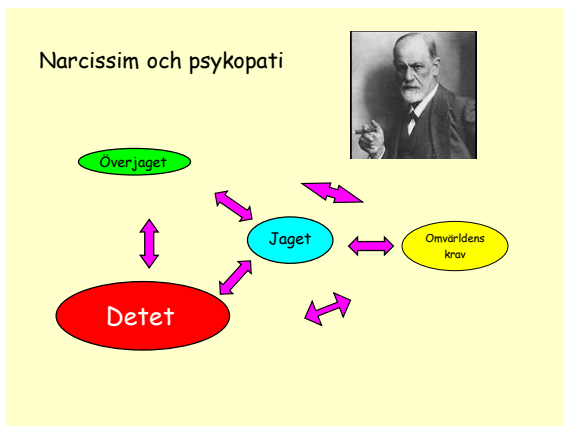 Narcissim och psykopati
Överjaget
Jaget
Omvärldens
krav
Detet